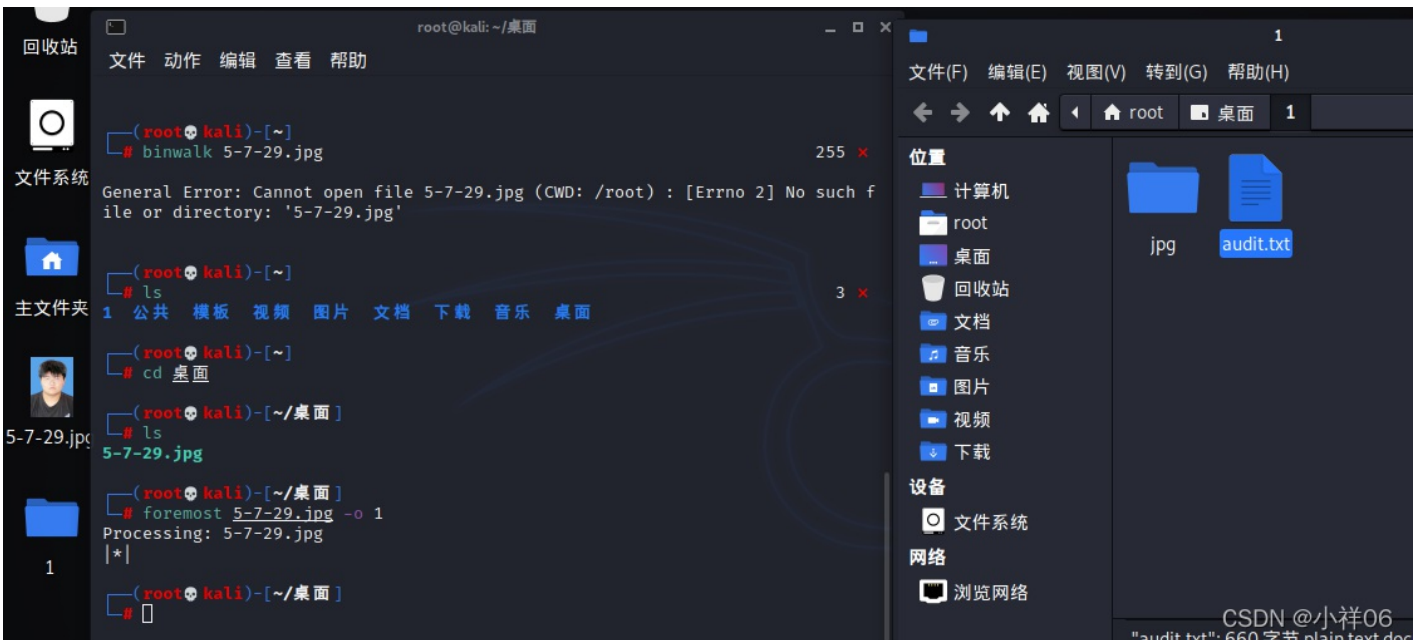 回收站
文件系统
主文件夹
5-7-29.jpg
1
root@kali: ~/桌面
文件 动作 编辑 查看 帮助
┌──(root💀kali)-[~]
└─# binwalk 5-7-29.jpg 255 ⨯
General Error: Cannot open file 5-7-29.jpg (CWD: /root) : [Errno 2] No such f
ile or directory: '5-7-29.jpg'
┌──(root💀kali)-[~]
└─# ls 3 ⨯
1 公共 模板 视频 图片 文档 下载 音乐 桌面
┌──(root💀kali)-[~]
└─# cd 桌面
┌──(root💀kali)-[~/桌面]
└─# ls
5-7-29.jpg
┌──(root💀kali)-[~/桌面]
└─# foremost 5-7-29.jpg -o 1
Processing: 5-7-29.jpg
|*|
┌──(root💀kali)-[~/桌面]
└─#
1
文件(F) 编辑(E) 视图(V) 转到(G) 帮助(H)
root 桌面 1
位置
计算机
root
桌面
回收站
文档
音乐
图片
视频
下载
设备
文件系统
网络
浏览网络
jpg
audit.txt
CSDN @小祥06
"audit.txt": 660 字节 plain text doc